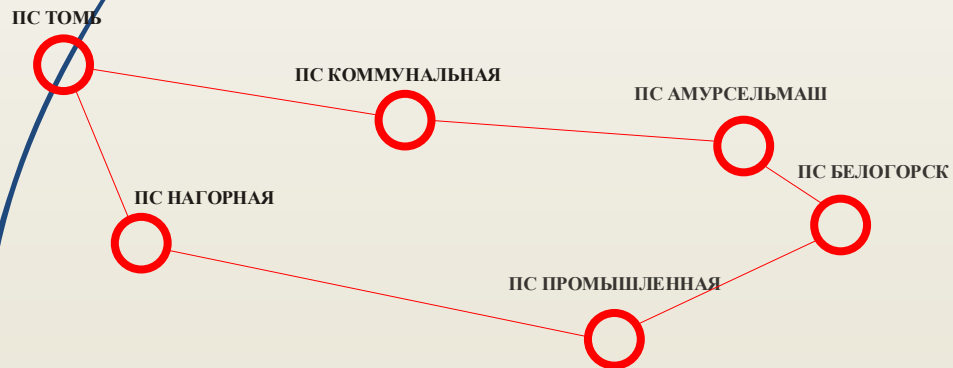 ПС ТОМЬ
ПС КОММУНАЛЬНАЯ
ПС АМУРСЕЛЬМАШ
ПС БЕЛОГОРСК
ПС НАГОРНАЯ
ПС ПРОМЫШЛЕННАЯ